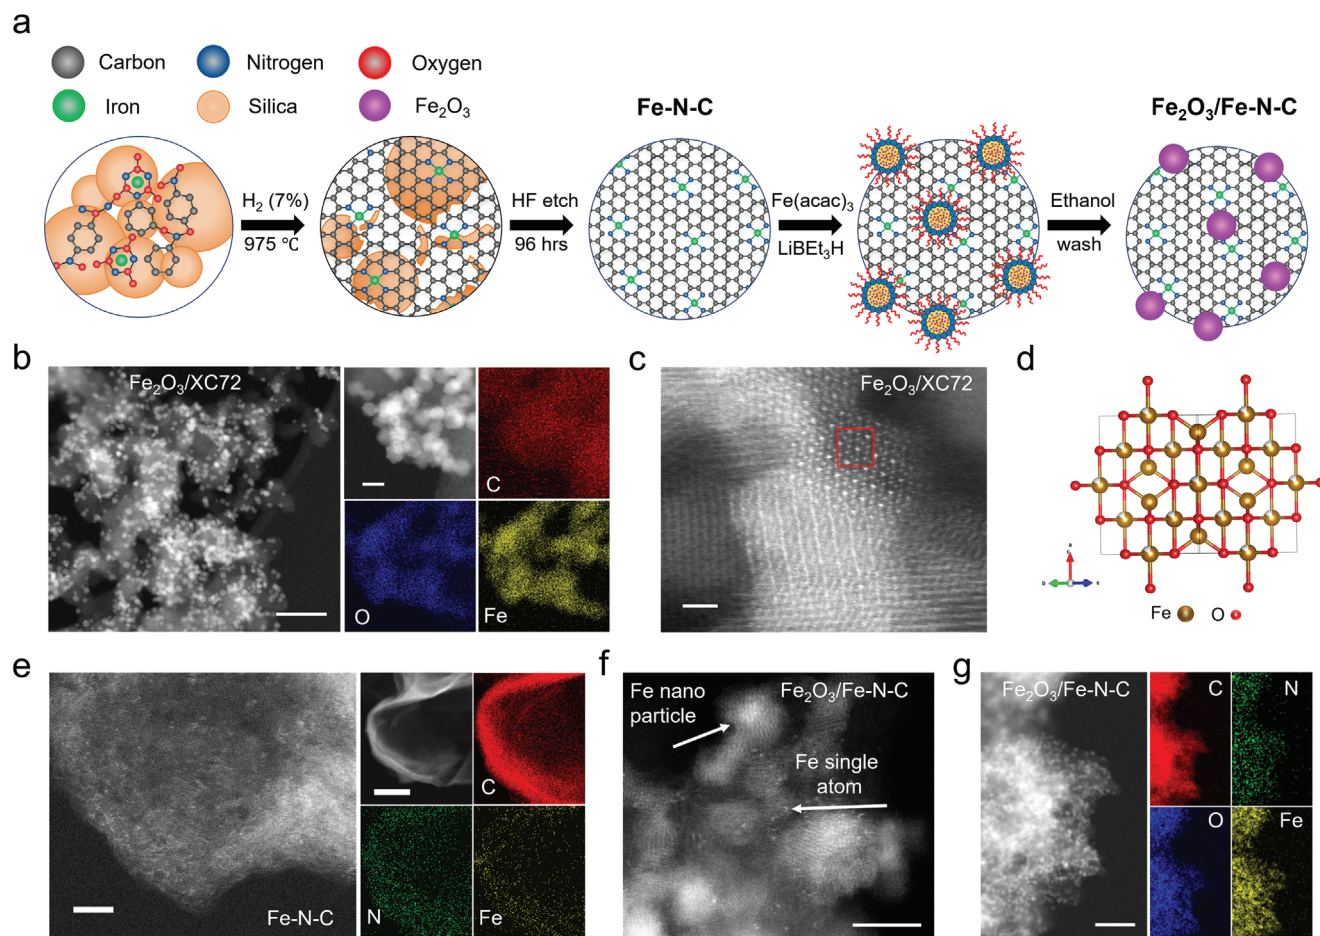 a
Carbon
Nitrogen
Oxygen
Iron
Silica
Fe₂O₃
Fe-N-C
Fe₂O₃/Fe-N-C
H₂ (7%)
975 ℃
HF etch
96 hrs
Fe(acac)₃
LiBEt₃H
Ethanol
wash
b
Fe₂O₃/XC72
C
O
Fe
c
Fe₂O₃/XC72
d
a
b
c
Fe
O
e
Fe-N-C
C
N
Fe
f
Fe nano
particle
Fe₂O₃/Fe-N-C
Fe single
atom
g
Fe₂O₃/Fe-N-C
C
N
O
Fe